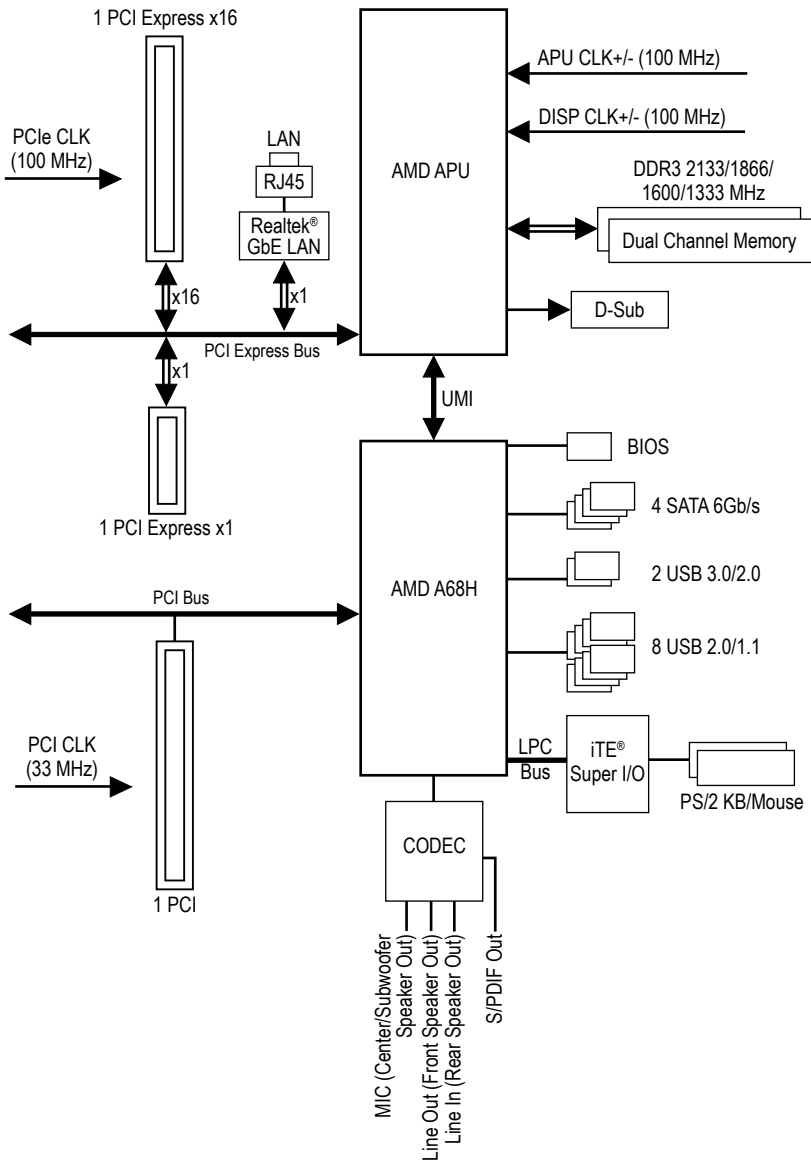 1 PCI Express x16
PCIe CLK
(100 MHz)
LAN
RJ45
Realtek®
GbE LAN
x16
x1
PCI Express Bus
x1
1 PCI Express x1
AMD APU
APU CLK+/- (100 MHz)
DISP CLK+/- (100 MHz)
DDR3 2133/1866/
1600/1333 MHz
Dual Channel Memory
D-Sub
UMI
AMD A68H
BIOS
4 SATA 6Gb/s
2 USB 3.0/2.0
8 USB 2.0/1.1
PCI Bus
PCI CLK
(33 MHz)
1 PCI
LPC
Bus
iTE®
Super I/O
PS/2 KB/Mouse
CODEC
MIC (Center/Subwoofer
Speaker Out)
Line Out (Front Speaker Out)
Line In (Rear Speaker Out)
S/PDIF Out